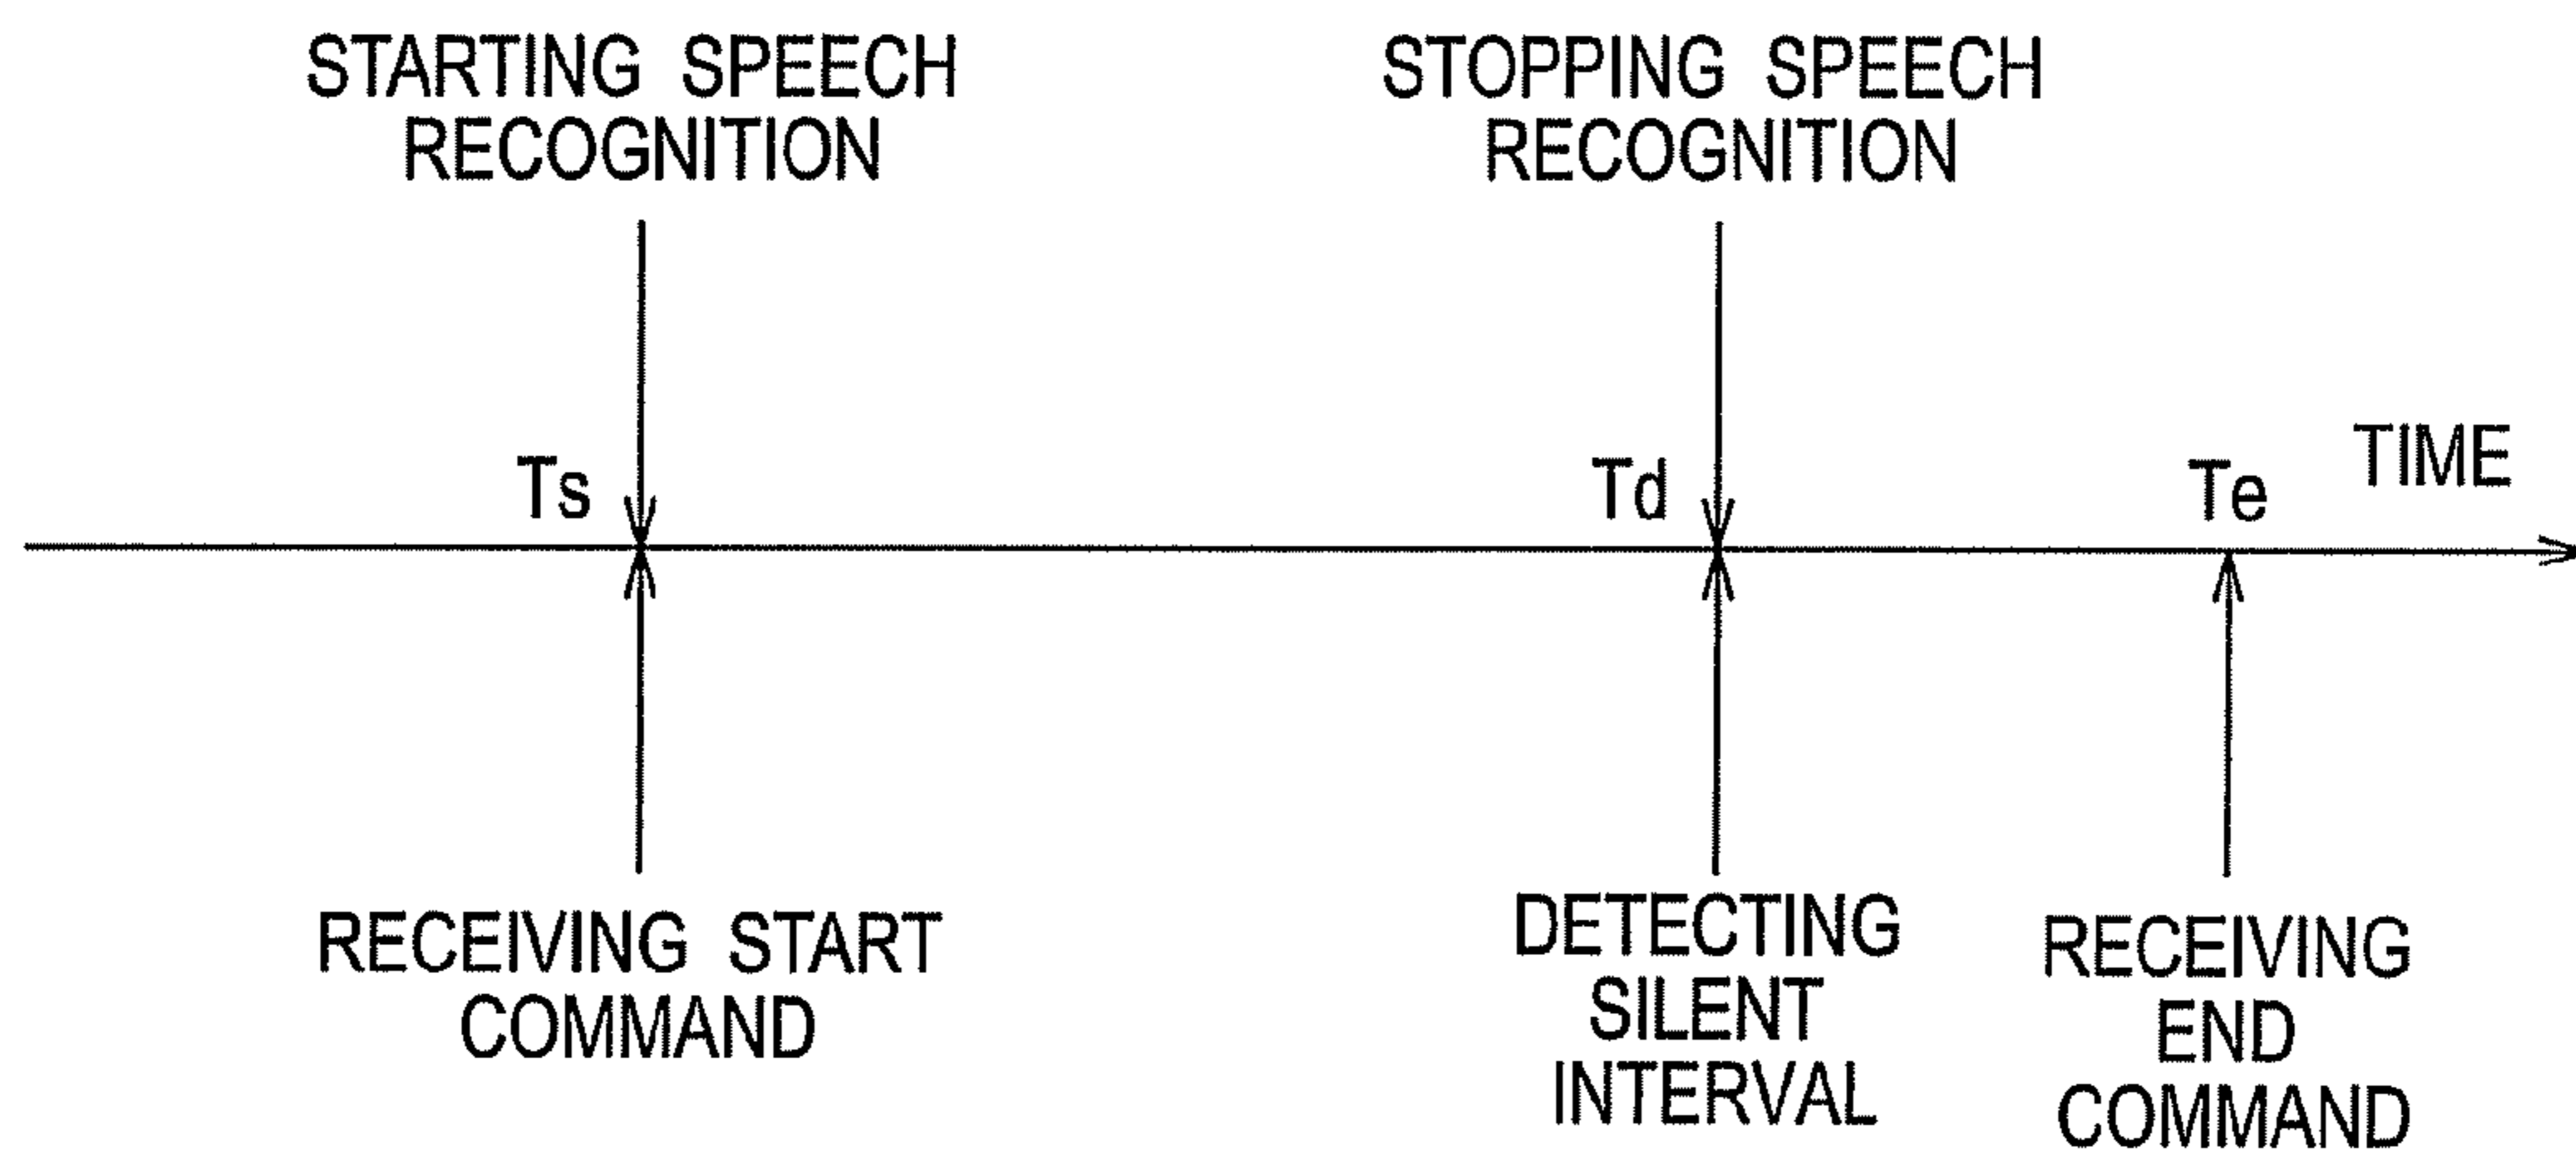 STARTING SPEECH
RECOGNITION
STOPPING SPEECH
RECOGNITION
Ts
Td
Te
TIME
RECEIVING START
COMMAND
DETECTING
SILENT
INTERVAL
RECEIVING
END
COMMAND